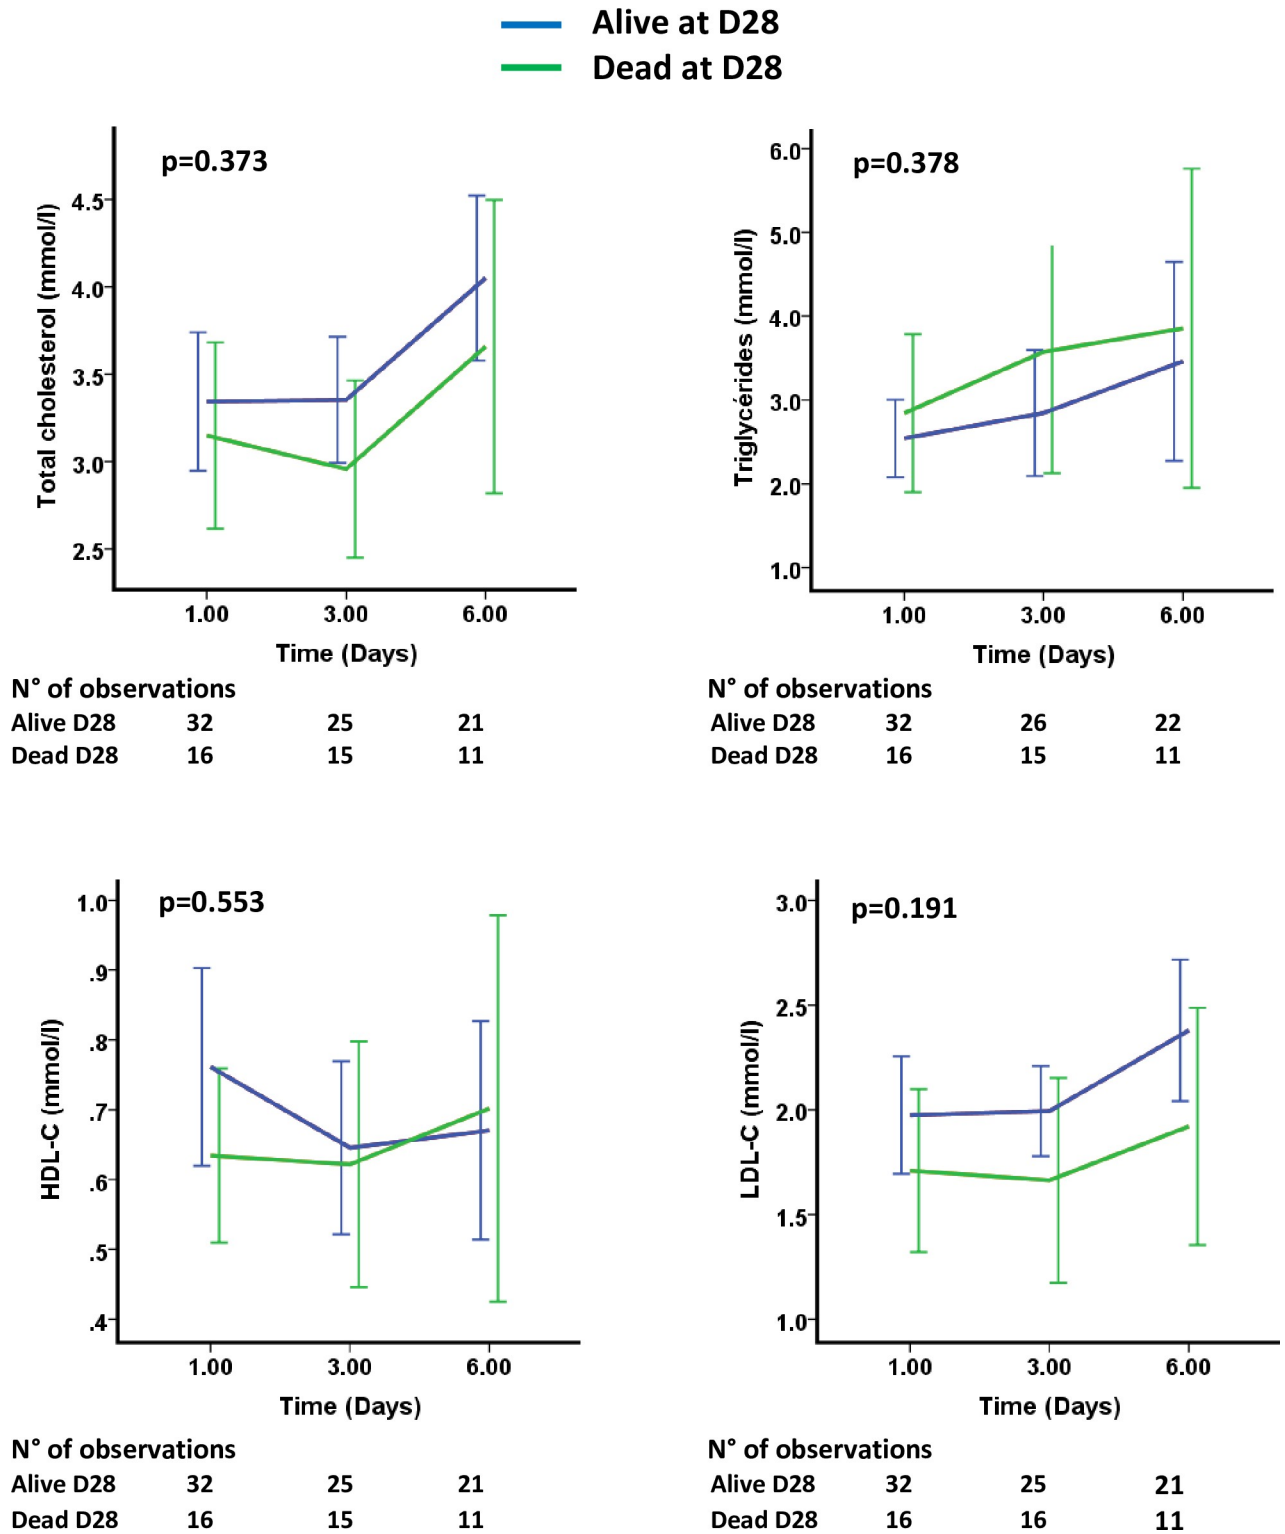 Alive at D28
Dead at D28
p=0.373
Total cholesterol (mmol/l)
4.5
4.0
3.5
3.0
2.5
1.00 3.00 6.00
Time (Days)
N° of observations
Alive D28 32 25 21
Dead D28 16 15 11
p=0.378
Triglycérides (mmol/l)
6.0
5.0
4.0
3.0
2.0
1.0
1.00 3.00 6.00
Time (Days)
N° of observations
Alive D28 32 26 22
Dead D28 16 15 11
p=0.553
HDL-C (mmol/l)
1.0
.9
.8
.7
.6
.5
.4
1.00 3.00 6.00
Time (Days)
N° of observations
Alive D28 32 25 21
Dead D28 16 15 11
p=0.191
LDL-C (mmol/l)
3.0
2.5
2.0
1.5
1.0
1.00 3.00 6.00
Time (Days)
N° of observations
Alive D28 32 25 21
Dead D28 16 16 11